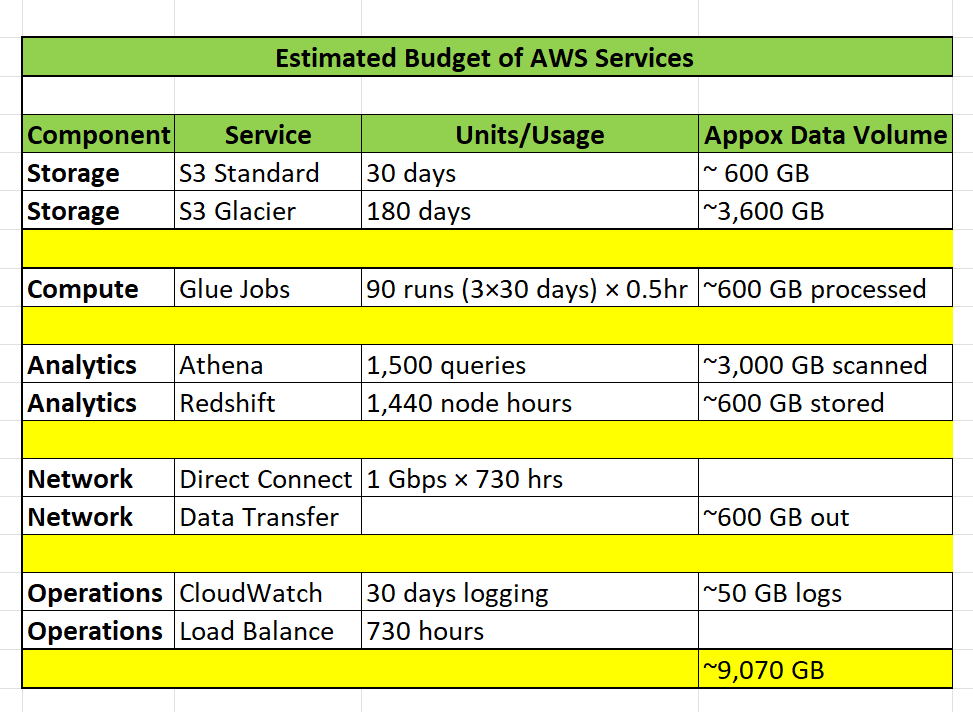 Estimated Budget of AWS Services
Component Service Units/Usage Appox Data Volume
Storage S3 Standard 30 days ~ 600 GB
Storage S3 Glacier 180 days ~3,600 GB
Compute Glue Jobs 90 runs (3×30 days) × 0.5hr ~600 GB processed
Analytics Athena 1,500 queries ~3,000 GB scanned
Analytics Redshift 1,440 node hours ~600 GB stored
Network Direct Connect 1 Gbps × 730 hrs
Network Data Transfer ~600 GB out
Operations CloudWatch 30 days logging ~50 GB logs
Operations Load Balance 730 hours
~9,070 GB